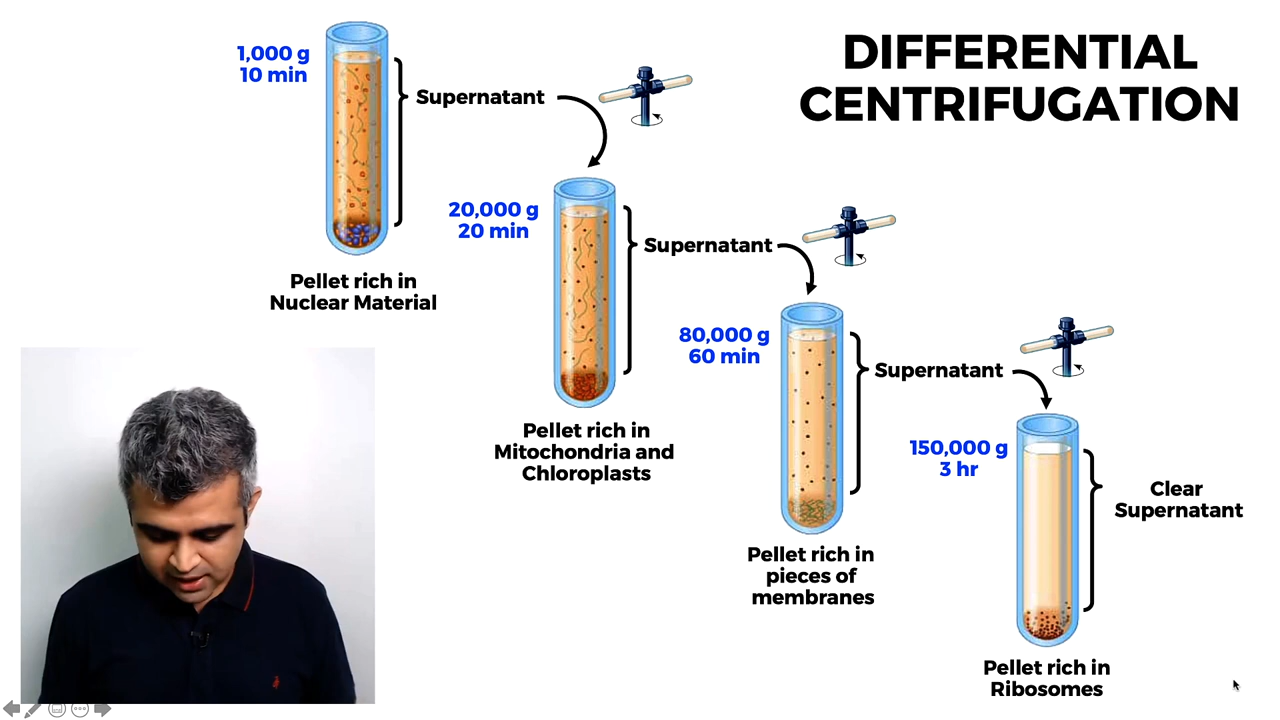 DIFFERENTIAL
CENTRIFUGATION
1,000 g
10 min
Supernatant
Pellet rich in
Nuclear Material
20,000 g
20 min
Supernatant
Pellet rich in
Mitochondria and
Chloroplasts
80,000 g
60 min
Supernatant
Pellet rich in
pieces of
membranes
150,000 g
3 hr
Clear
Supernatant
Pellet rich in
Ribosomes